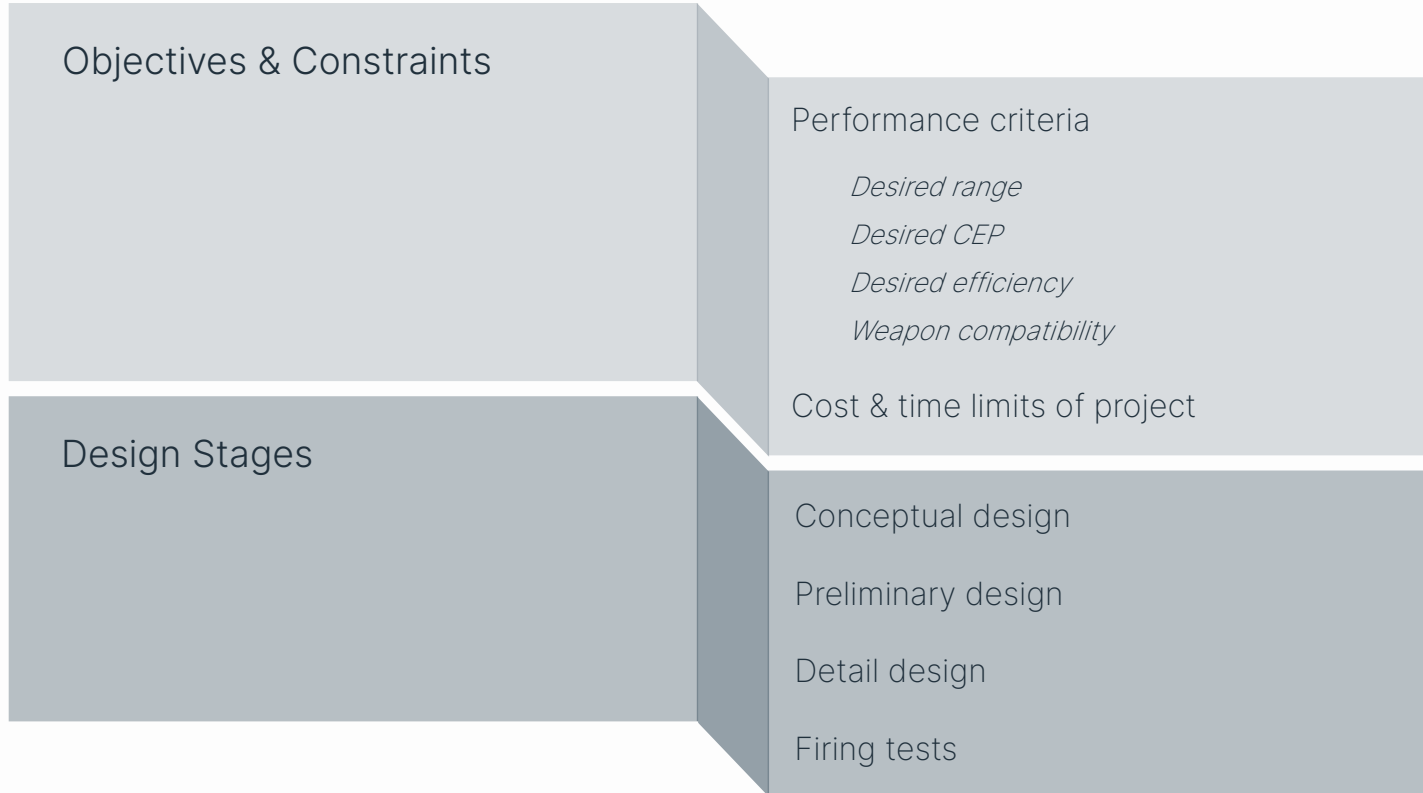 Objectives & Constraints
Performance criteria
Desired range
Desired CEP
Desired efficiency
Weapon compatibility
Cost & time limits of project
Design Stages
Conceptual design
Preliminary design
Detail design
Firing tests